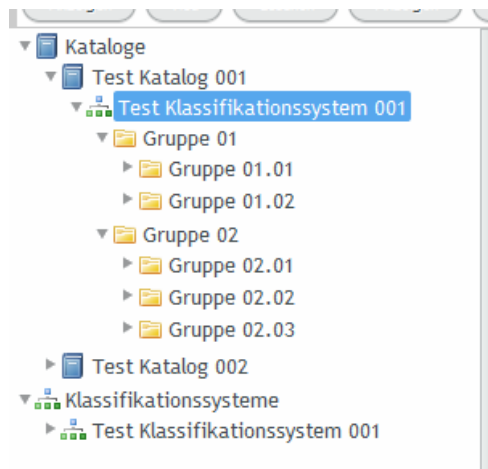 Kataloge
Test Katalog 001
Test Klassifikationssystem 001
Gruppe 01
Gruppe 01.01
Gruppe 01.02
Gruppe 02
Gruppe 02.01
Gruppe 02.02
Gruppe 02.03
Test Katalog 002
Klassifikationssysteme
Test Klassifikationssystem 001